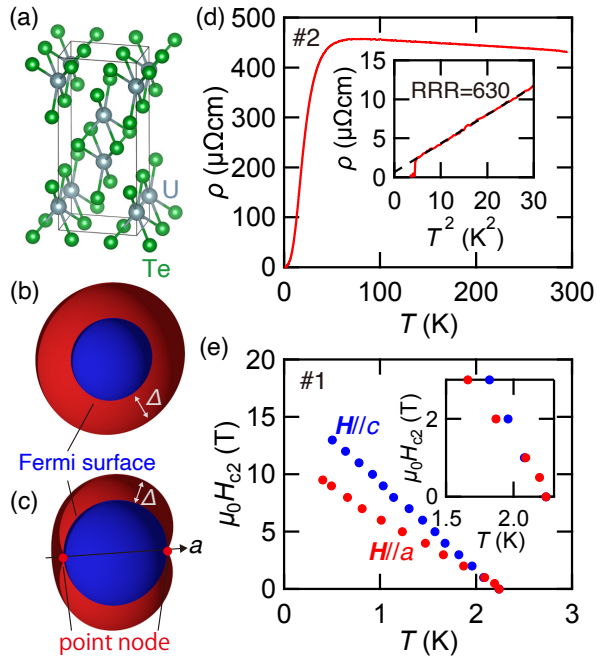 (a)
U
Te
(b)
Δ
Fermi surface
(c)
Δ
a
point node
(d)
#2
500
400
300
200
100
0
ρ (μΩcm)
0
100
200
300
T (K)
RRR=630
15
10
5
0
ρ (μΩcm)
0
10
20
30
T² (K²)
(e)
#1
20
15
10
5
0
μ₀Hc2 (T)
H//c
H//a
0
1
2
3
T (K)
2
0
μ₀Hc2 (T)
1.5
2.0
T (K)